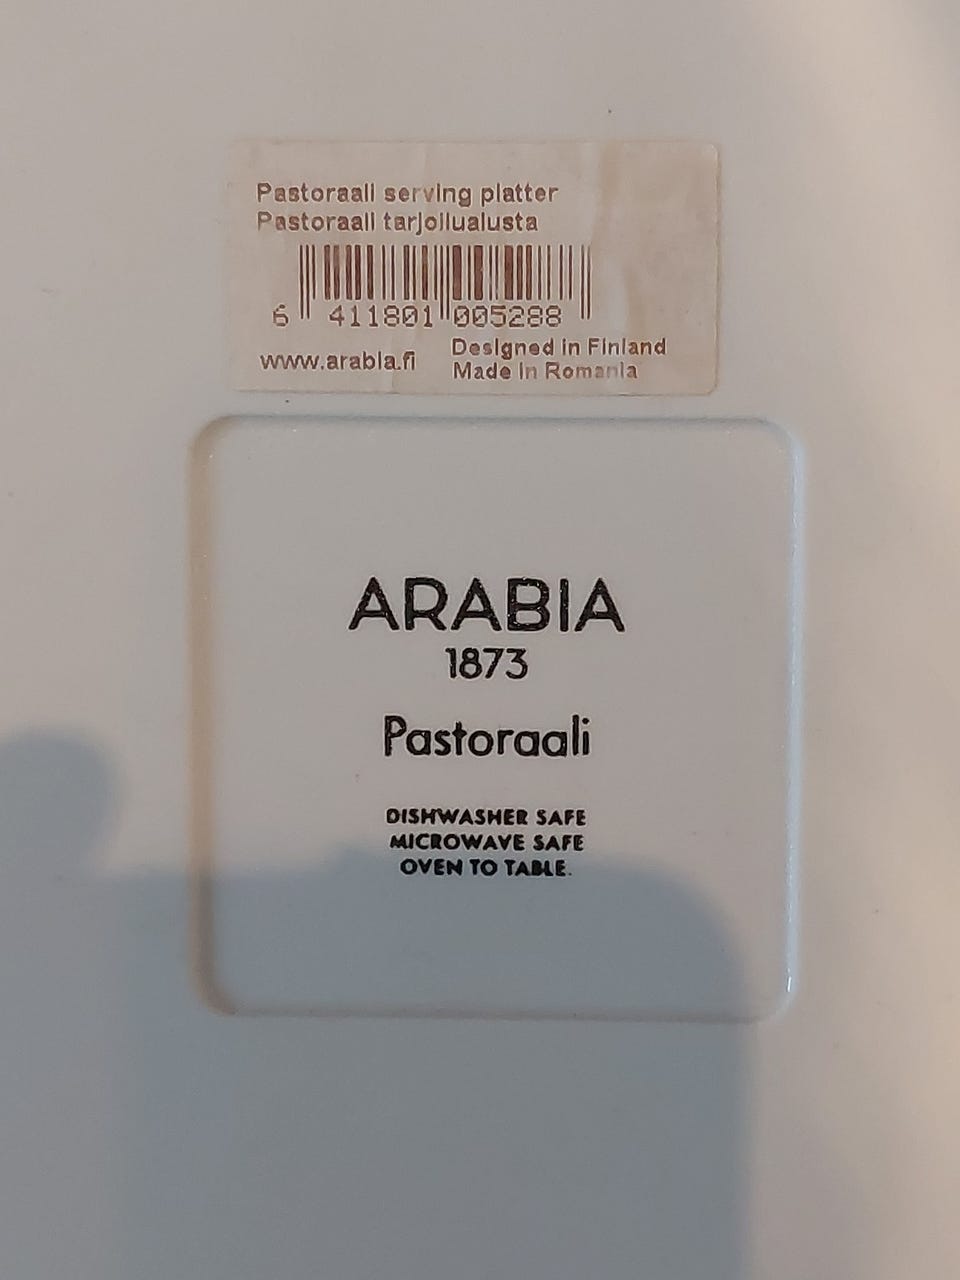 Pastoraali serving platter
Pastoraali tarjoilualusta
6 411801 005288
www.arabia.fi
Designed in Finland
Made in Romania
ARABIA
1873
Pastoraali
DISHWASHER SAFE
MICROWAVE SAFE
OVEN TO TABLE.